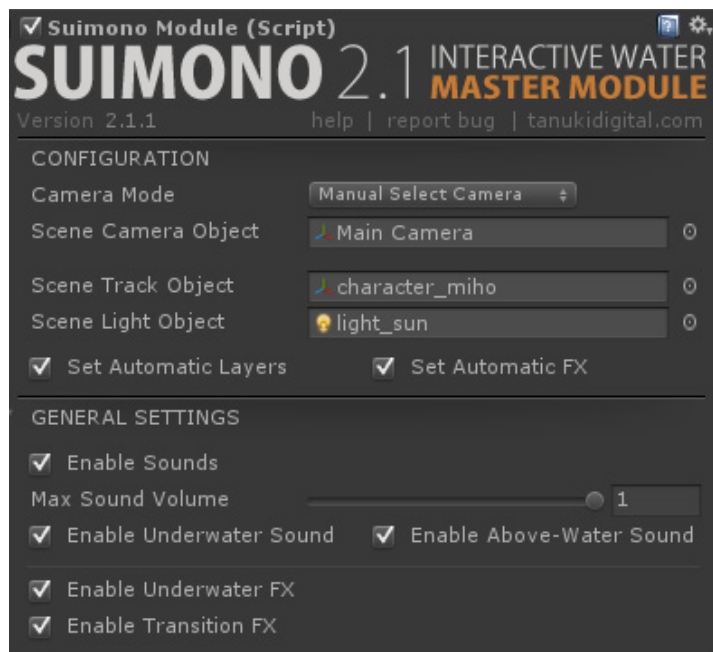 Suimono Module (Script)
SUIMONO 2.1 INTERACTIVE WATER
MASTER MODULE
Version 2.1.1 help | report bug | tanukidigital.com
CONFIGURATION
Camera Mode Manual Select Camera
Scene Camera Object Main Camera
Scene Track Object character_miho
Scene Light Object light_sun
Set Automatic Layers Set Automatic FX
GENERAL SETTINGS
Enable Sounds
Max Sound Volume 1
Enable Underwater Sound Enable Above-Water Sound
Enable Underwater FX
Enable Transition FX